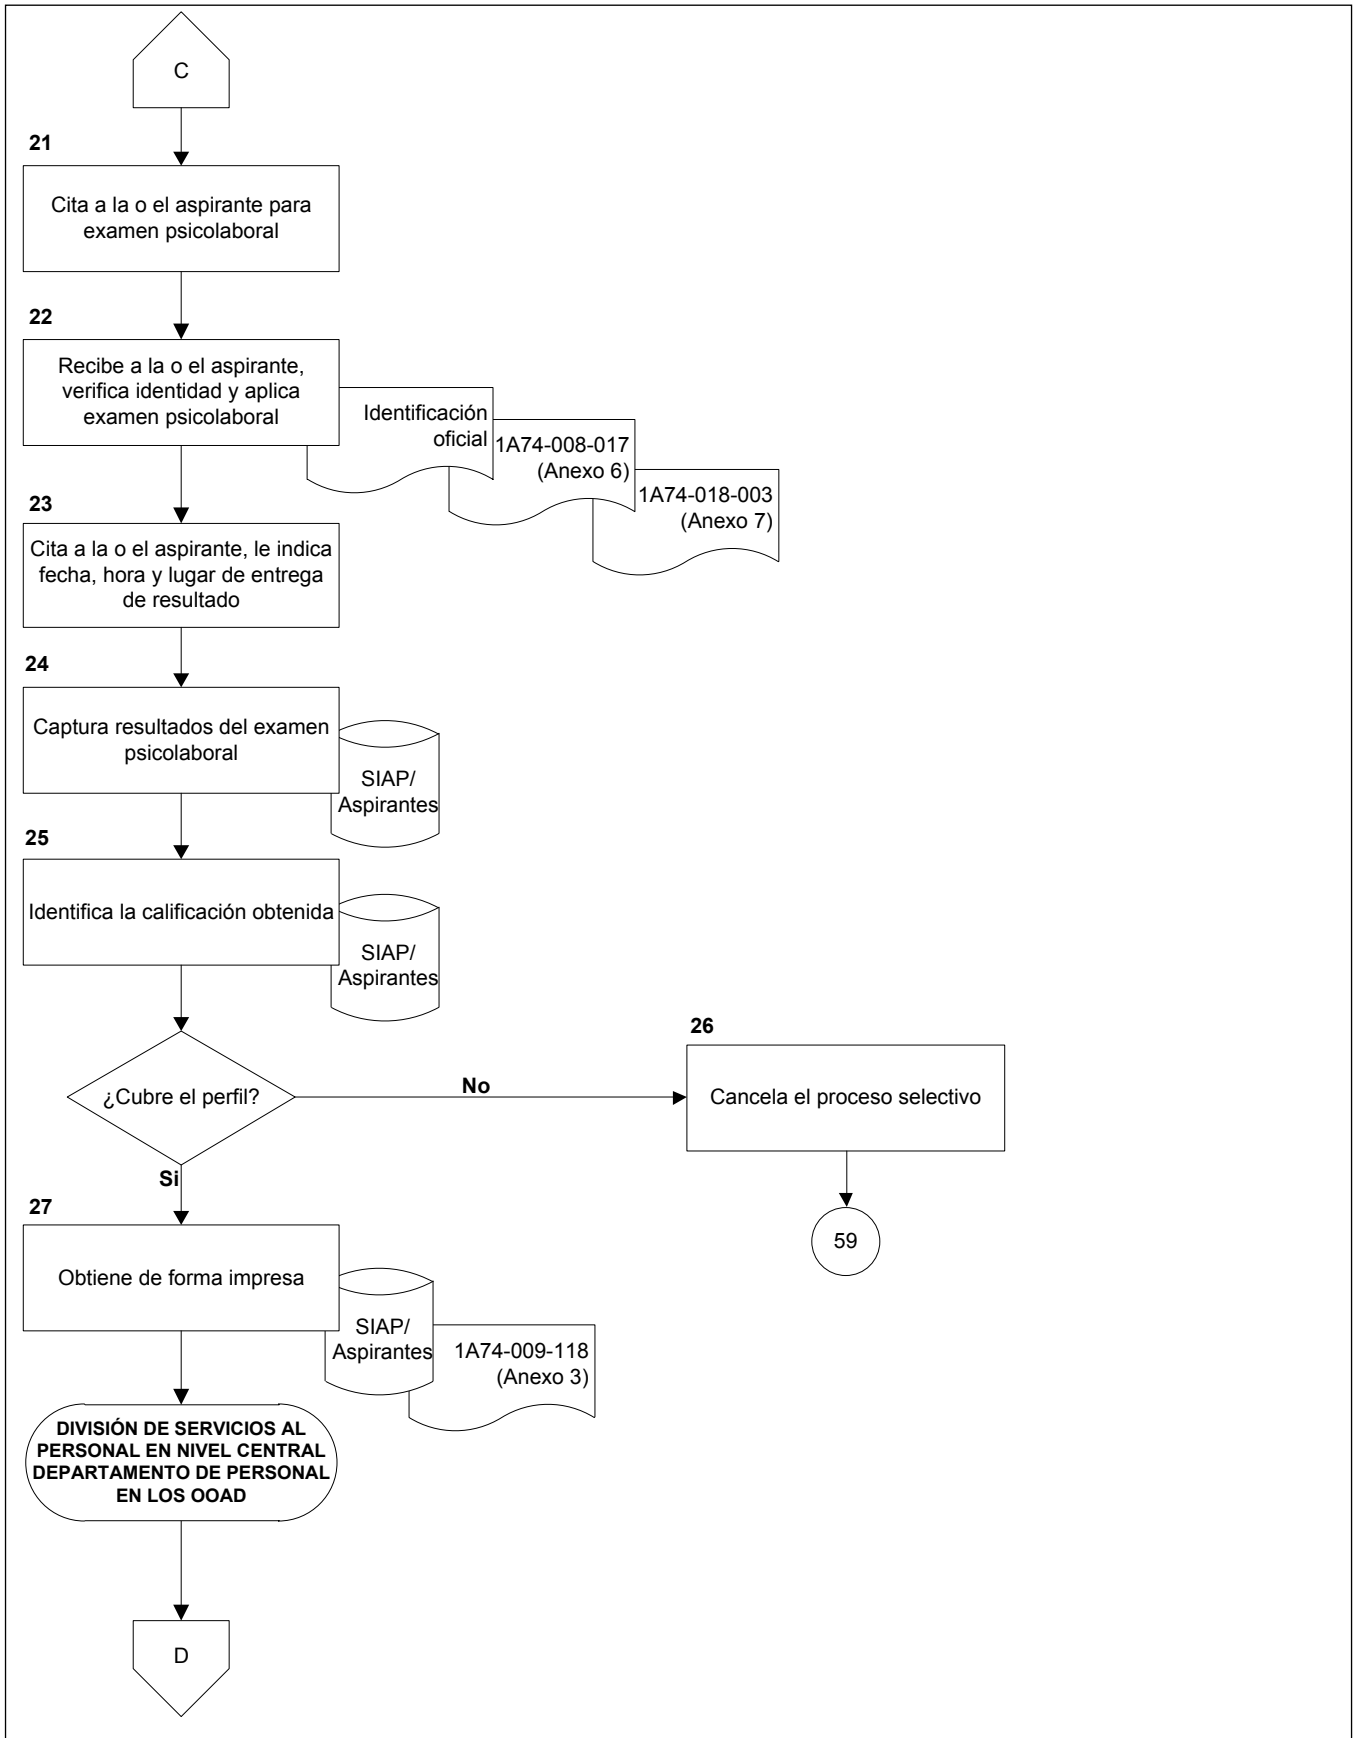 C
21
Cita a la o el aspirante para
examen psicolaboral
22
Recibe a la o el aspirante,
verifica identidad y aplica
examen psicolaboral
Identificación
oficial
1A74-008-017
(Anexo 6)
1A74-018-003
(Anexo 7)
23
Cita a la o el aspirante, le indica
fecha, hora y lugar de entrega
de resultado
24
Captura resultados del examen
psicolaboral
SIAP/
Aspirantes
25
Identifica la calificación obtenida
SIAP/
Aspirantes
¿Cubre el perfil?
No
26
Cancela el proceso selectivo
59
Si
27
Obtiene de forma impresa
SIAP/
Aspirantes
1A74-009-118
(Anexo 3)
DIVISIÓN DE SERVICIOS AL
PERSONAL EN NIVEL CENTRAL
DEPARTAMENTO DE PERSONAL
EN LOS OOAD
D